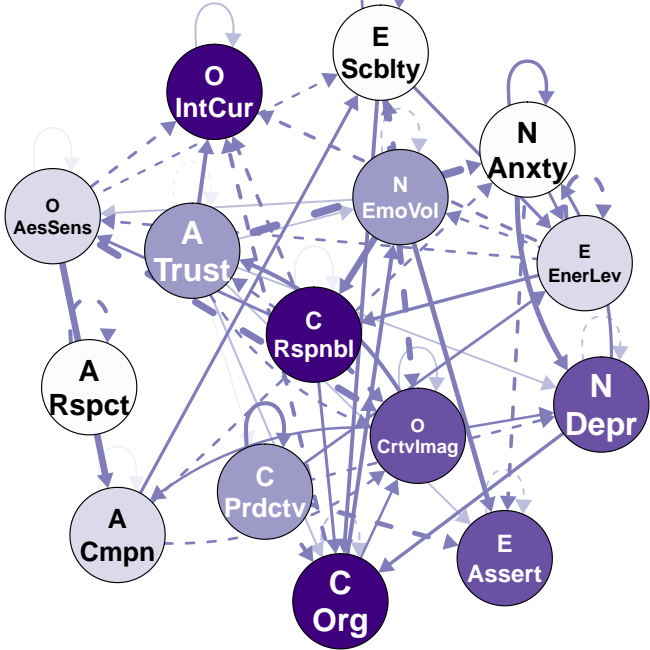 E
Scblty
O
IntCur
N
Anxty
N
EmoVol
O
AesSens
A
Trust
E
EnerLev
C
Rspnbl
A
Rspct
N
Depr
O
CrtvImag
C
Prdctv
A
Cmpn
E
Assert
C
Org